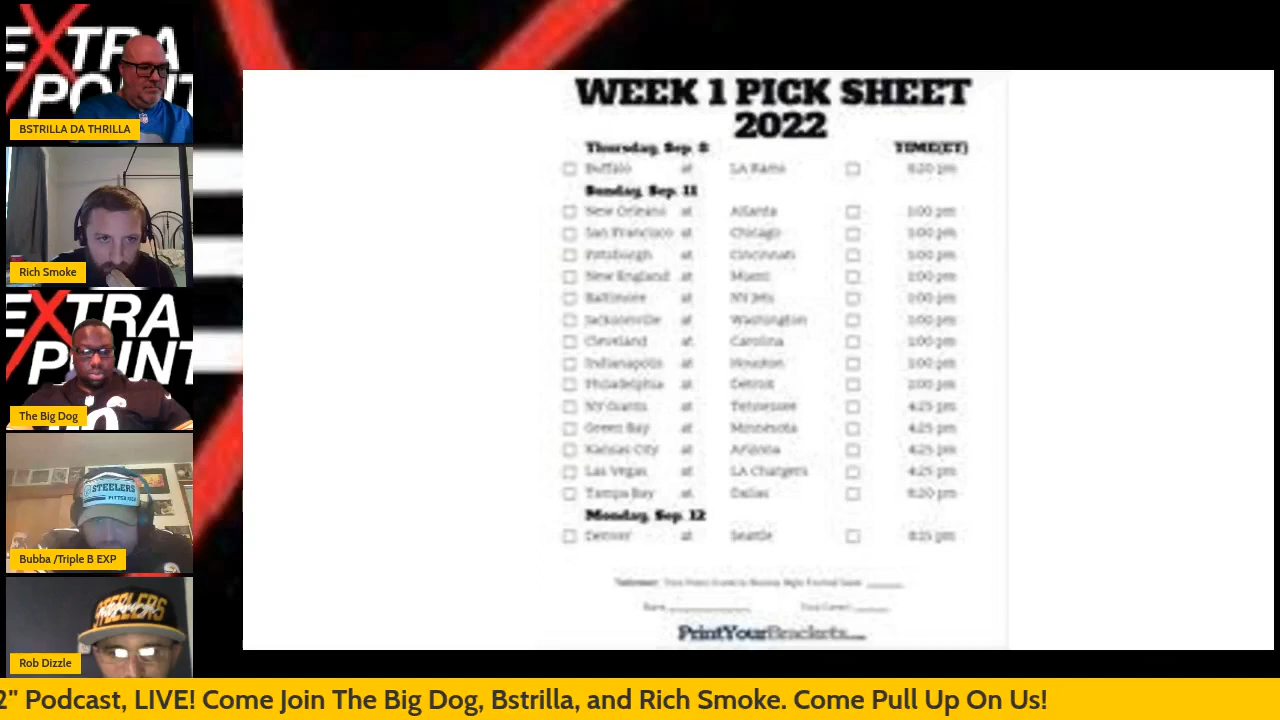 EXTRA
POINT
BSTRILLA DA THRILLA
Rich Smoke
EXTRA
POINT
The Big Dog
STEELERS
Bubba /Triple B EXP
STEELERS
Rob Dizzle
WEEK 1 PICK SHEET
2022
Thursday, Sep. 8 TIME(ET)
Buffalo at LA Rams 8:20 pm
Sunday, Sep. 11
New Orleans at Atlanta 1:00 pm
San Francisco at Chicago 1:00 pm
Pittsburgh at Cincinnati 1:00 pm
New England at Miami 1:00 pm
Baltimore at NY Jets 1:00 pm
Jacksonville at Washington 1:00 pm
Cleveland at Carolina 1:00 pm
Indianapolis at Houston 1:00 pm
Philadelphia at Detroit 1:00 pm
NY Giants at Tennessee 4:25 pm
Green Bay at Minnesota 4:25 pm
Kansas City at Arizona 4:25 pm
Las Vegas at LA Chargers 4:25 pm
Tampa Bay at Dallas 8:20 pm
Monday, Sep. 12
Denver at Seattle 8:15 pm
PrintYourBrackets
2" Podcast, LIVE! Come Join The Big Dog, Bstrilla, and Rich Smoke. Come Pull Up On Us!